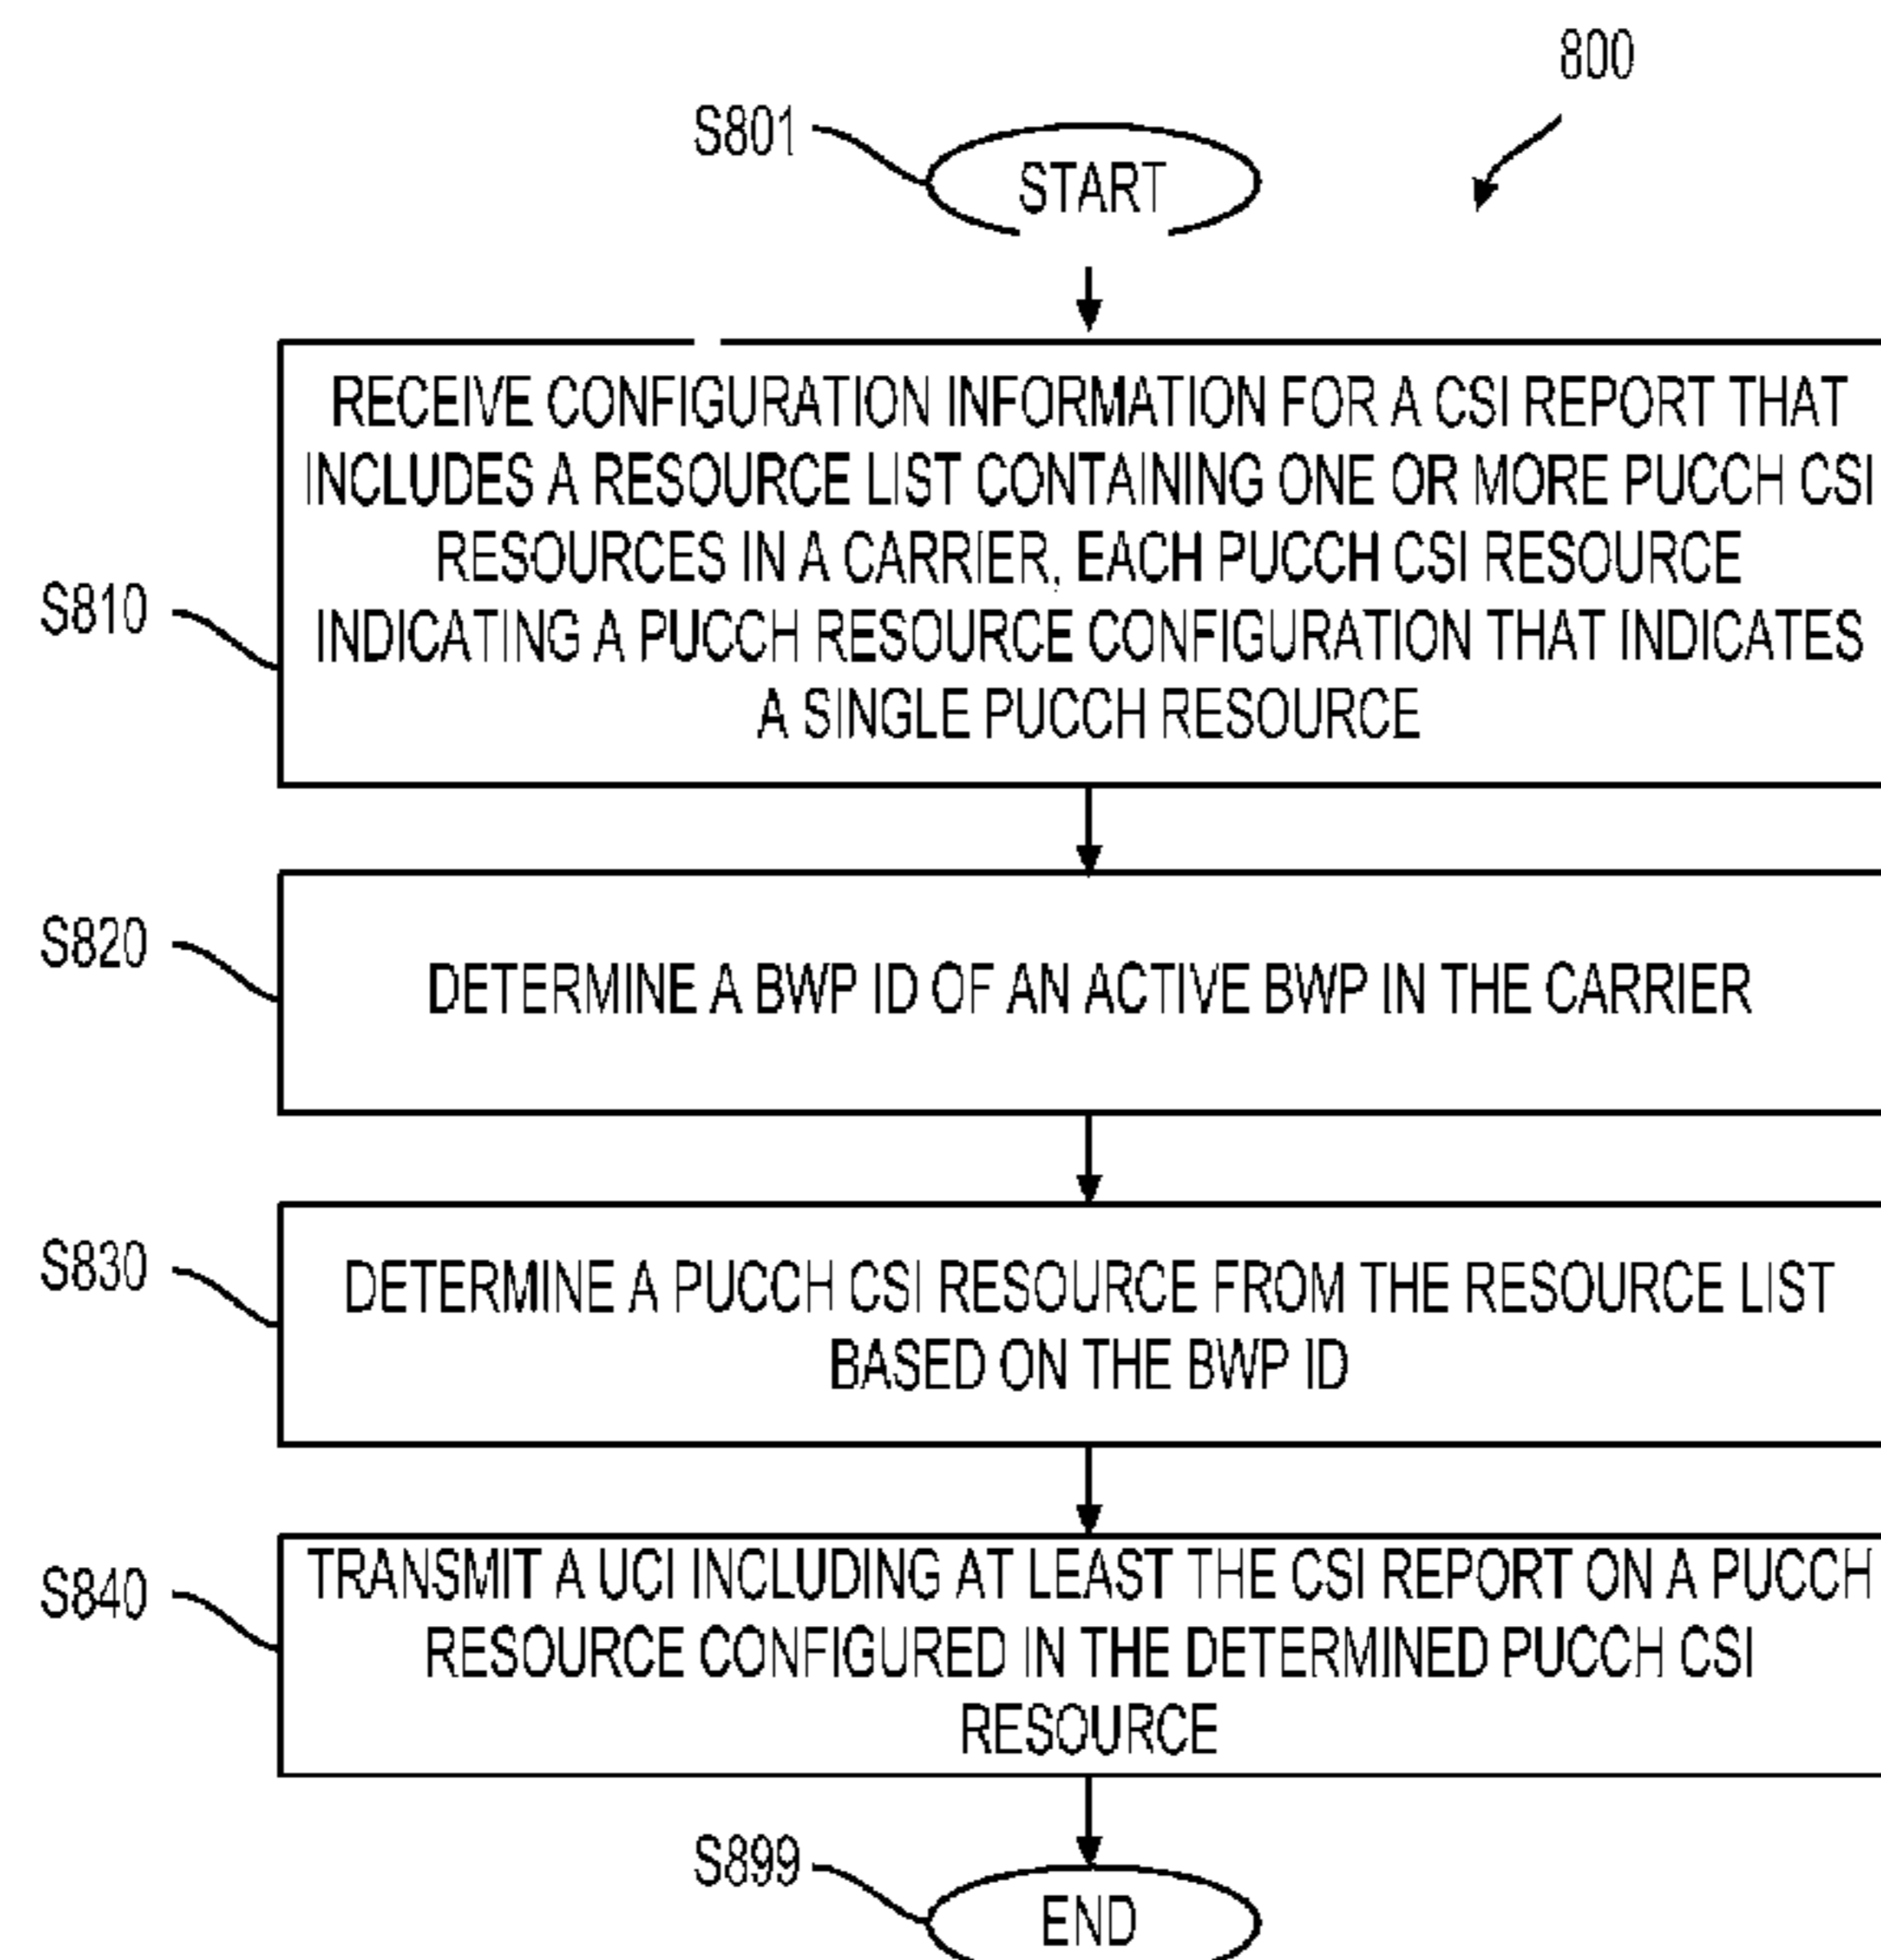 800
S801
START
RECEIVE CONFIGURATION INFORMATION FOR A CSI REPORT THAT
INCLUDES A RESOURCE LIST CONTAINING ONE OR MORE PUCCH CSI
RESOURCES IN A CARRIER, EACH PUCCH CSI RESOURCE
S810
INDICATING A PUCCH RESOURCE CONFIGURATION THAT INDICATES
A SINGLE PUCCH RESOURCE
S820
DETERMINE A BWP ID OF AN ACTIVE BWP IN THE CARRIER
S830
DETERMINE A PUCCH CSI RESOURCE FROM THE RESOURCE LIST
BASED ON THE BWP ID
S840
TRANSMIT A UCI INCLUDING AT LEAST THE CSI REPORT ON A PUCCH
RESOURCE CONFIGURED IN THE DETERMINED PUCCH CSI
RESOURCE
S899
END